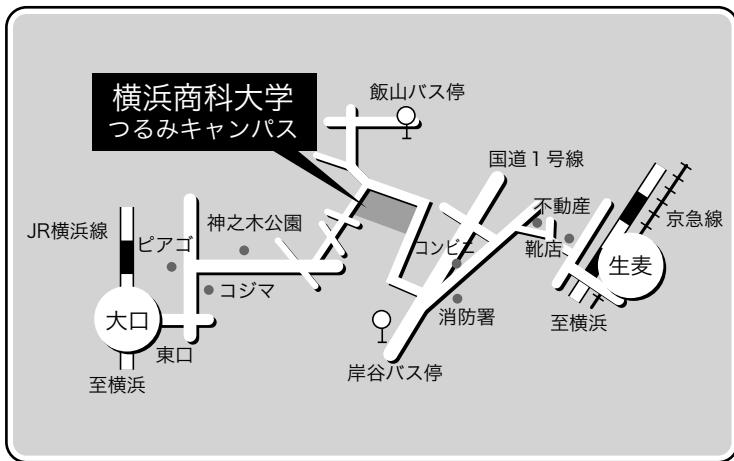 横浜商科大学
つるみキャンパス
飯山バス停
国道１号線
不動産
京急線
神之木公園
JR横浜線
ピアゴ
コンビニ
靴店
生麦
コジマ
大口
消防署
至横浜
東口
岸谷バス停
至横浜